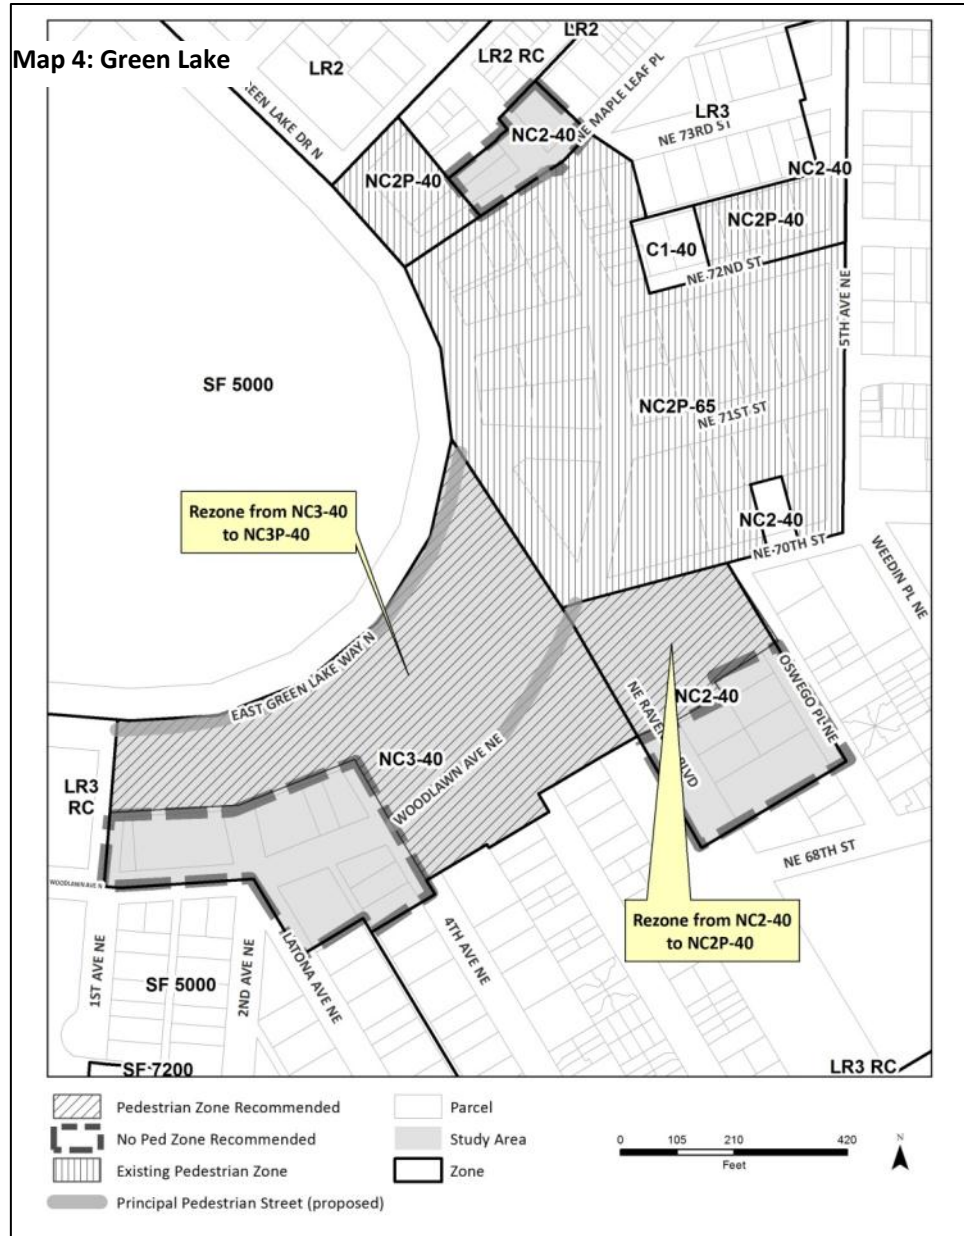 Map 4: Green Lake
LR2
LR2 RC
LR2
GREEN LAKE DR N
NE MAPLE LEAF PL
NC2-40
LR3
NE 73RD ST
NC2-40
NC2P-40
NC2P-40
C1-40
NE 72ND ST
5TH AVE NE
SF 5000
NC2P-65
NE 71ST ST
Rezone from NC3-40
to NC3P-40
NC2-40
NE 70TH ST
WEEDIN PL NE
EAST GREEN LAKE WAY N
OSWEGO PL NE
NC2-40
NE RAVE BLVD
NC3-40
WOODLAWN AVE NE
LR3
RC
NE 68TH ST
WOODLAWN AVE N
Rezone from NC2-40
to NC2P-40
1ST AVE NE
2ND AVE NE
LATONA AVE NE
4TH AVE NE
SF 5000
SF 7200
LR3 RC
Pedestrian Zone Recommended
Parcel
No Ped Zone Recommended
Study Area
0 105 210 420
Feet
N
Existing Pedestrian Zone
Zone
Principal Pedestrian Street (proposed)